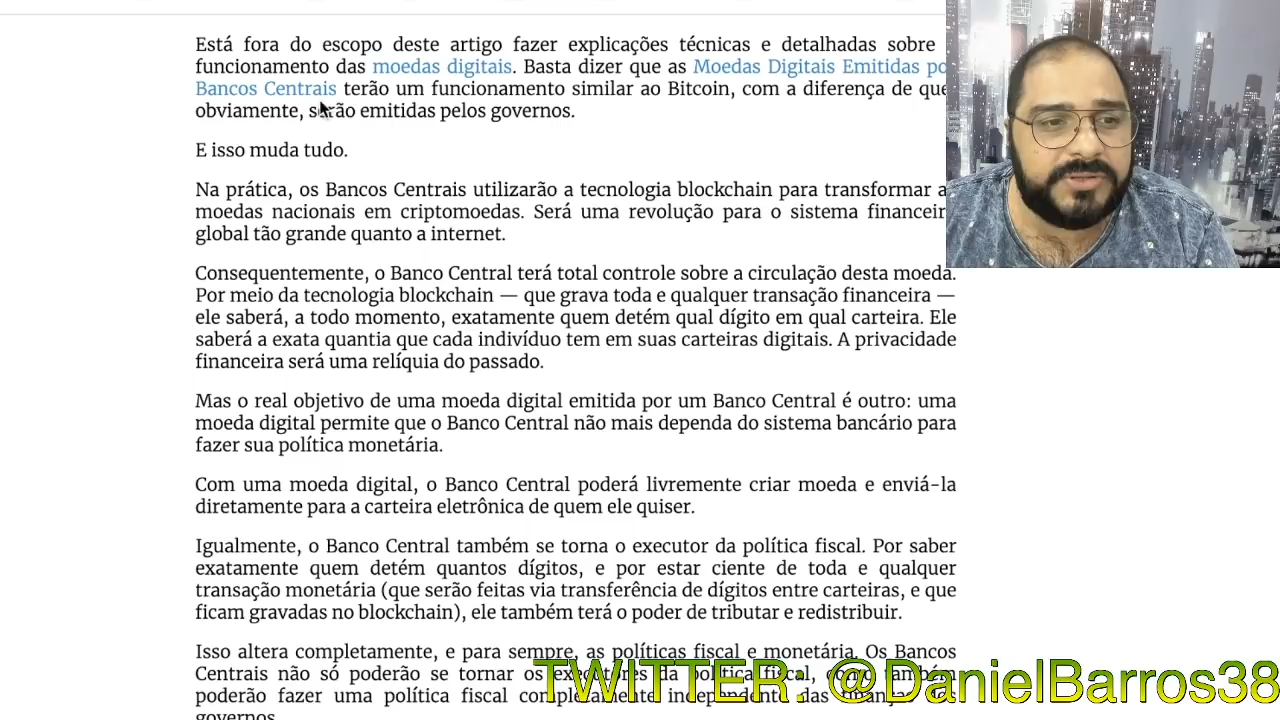 Está fora do escopo deste artigo fazer explicações técnicas e detalhadas sobre
funcionamento das moedas digitais. Basta dizer que as Moedas Digitais Emitidas po
Bancos Centrais terão um funcionamento similar ao Bitcoin, com a diferença de que
obviamente, serão emitidas pelos governos.
E isso muda tudo.
Na prática, os Bancos Centrais utilizarão a tecnologia blockchain para transformar a
moedas nacionais em criptomoedas. Será uma revolução para o sistema financeir
global tão grande quanto a internet.
Consequentemente, o Banco Central terá total controle sobre a circulação desta moeda.
Por meio da tecnologia blockchain — que grava toda e qualquer transação financeira —
ele saberá, a todo momento, exatamente quem detém qual dígito em qual carteira. Ele
saberá a exata quantia que cada indivíduo tem em suas carteiras digitais. A privacidade
financeira será uma relíquia do passado.
Mas o real objetivo de uma moeda digital emitida por um Banco Central é outro: uma
moeda digital permite que o Banco Central não mais dependa do sistema bancário para
fazer sua política monetária.
Com uma moeda digital, o Banco Central poderá livremente criar moeda e enviá-la
diretamente para a carteira eletrônica de quem ele quiser.
Igualmente, o Banco Central também se torna o executor da política fiscal. Por saber
exatamente quem detém quantos dígitos, e por estar ciente de toda e qualquer
transação monetária (que serão feitas via transferência de dígitos entre carteiras, e que
ficam gravadas no blockchain), ele também terá o poder de tributar e redistribuir.
Isso altera completamente, e para sempre, as políticas fiscal e monetária. Os Bancos
Centrais não só poderão se tornar os executores da política fiscal, como também
poderão fazer uma política fiscal completamente independente das finanças
governos.
TWITTER: @DanielBarros38